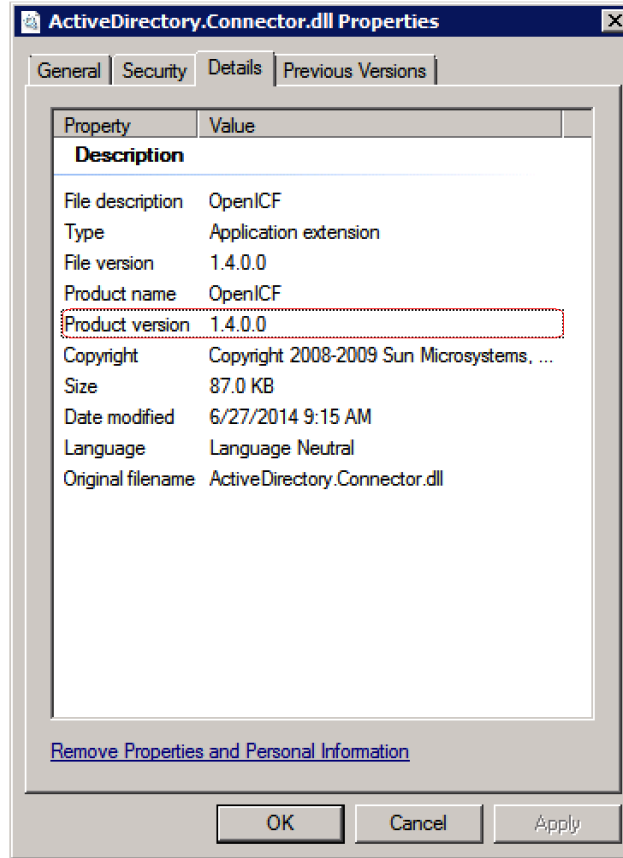 ActiveDirectory.Connector.dll Properties
General Security Details Previous Versions
Property Value
Description
File description OpenICF
Type Application extension
File version 1.4.0.0
Product name OpenICF
Product version 1.4.0.0
Copyright Copyright 2008-2009 Sun Microsystems, ...
Size 87.0 KB
Date modified 6/27/2014 9:15 AM
Language Language Neutral
Original filename ActiveDirectory.Connector.dll
Remove Properties and Personal Information
OK Cancel Apply